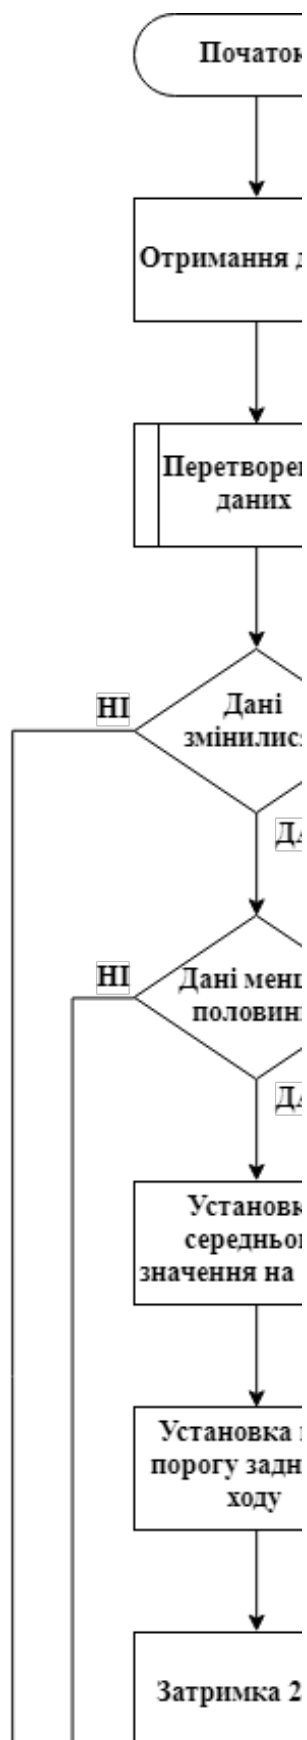 Початок
Отримання
Перетворе
даних
НІ
Дані
змінилис
ДА
НІ
Дані менш
половин
ДА
Установк
середньо
значення на
Установка
порогу задн
ходу
Затримка 2